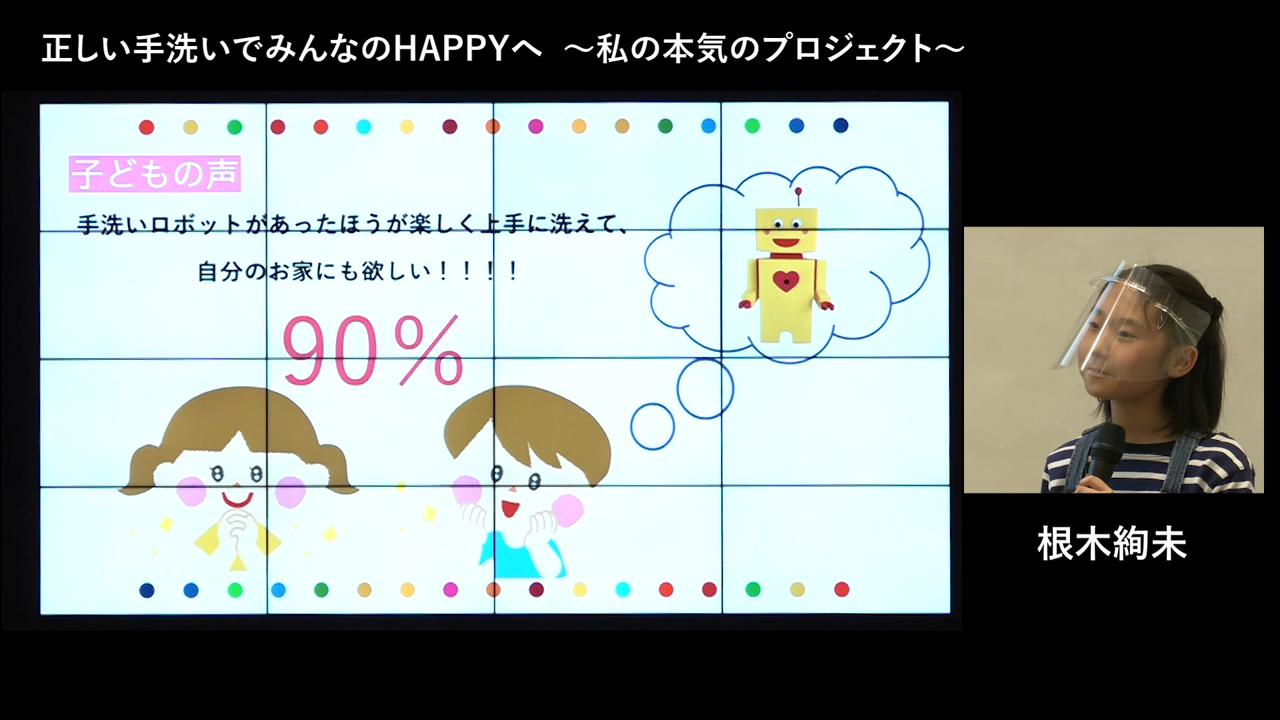 正しい手洗いでみんなのHAPPYへ ～私の本気のプロジェクト～
子どもの声
手洗いロボットがあったほうが楽しく上手に洗えて、
自分のお家にも欲しい！！！！
90％
根木絢未